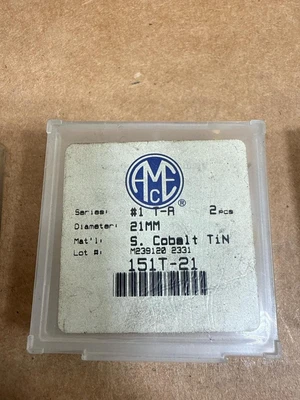 AMEC ®
Series: #1 T-A 2 pcs
Diameter: 21MM
Mat'l: S. Cobalt TiN
Lot #: M239120 2331
151T-21